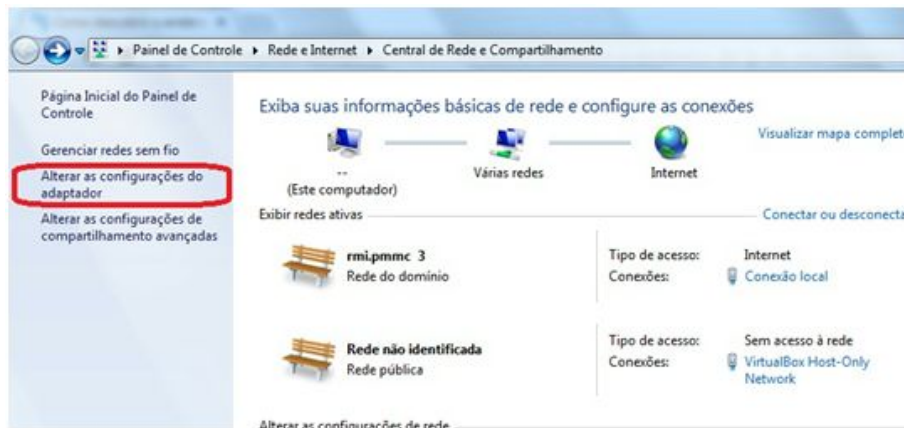 Painel de Controle ▸ Rede e Internet ▸ Central de Rede e Compartilhamento
Página Inicial do Painel de
Controle
Gerenciar redes sem fio
Alterar as configurações do
adaptador
Alterar as configurações de
compartilhamento avançadas
Exiba suas informações básicas de rede e configure as conexões
Visualizar mapa complet
--
(Este computador)
Várias redes
Internet
Exibir redes ativas
Conectar ou desconecta
rmi.pmmc 3
Rede do domínio
Tipo de acesso: Internet
Conexões: Conexão local
Rede não identificada
Rede pública
Tipo de acesso: Sem acesso à rede
Conexões: VirtualBox Host-Only
Network
Alterar as configurações de rede